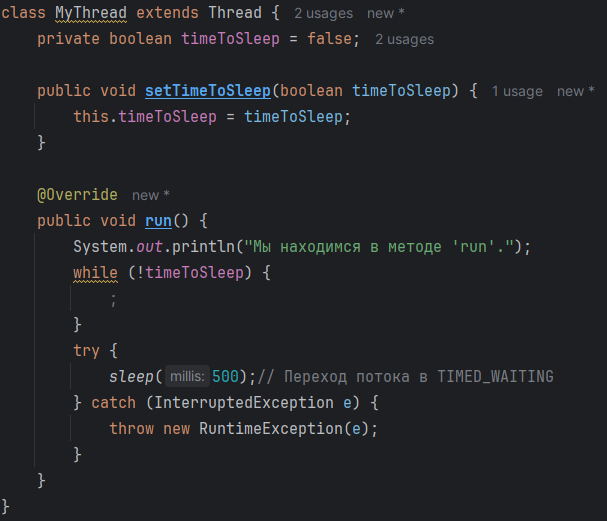 class MyThread extends Thread { 2 usages new *
private boolean timeToSleep = false; 2 usages
public void setTimeToSleep(boolean timeToSleep) { 1 usage new *
this.timeToSleep = timeToSleep;
}
@Override new *
public void run() {
System.out.println("Мы находимся в методе 'run'.");
while (!timeToSleep) {
;
}
try {
sleep( millis: 500);// Переход потока в TIMED_WAITING
} catch (InterruptedException e) {
throw new RuntimeException(e);
}
}
}